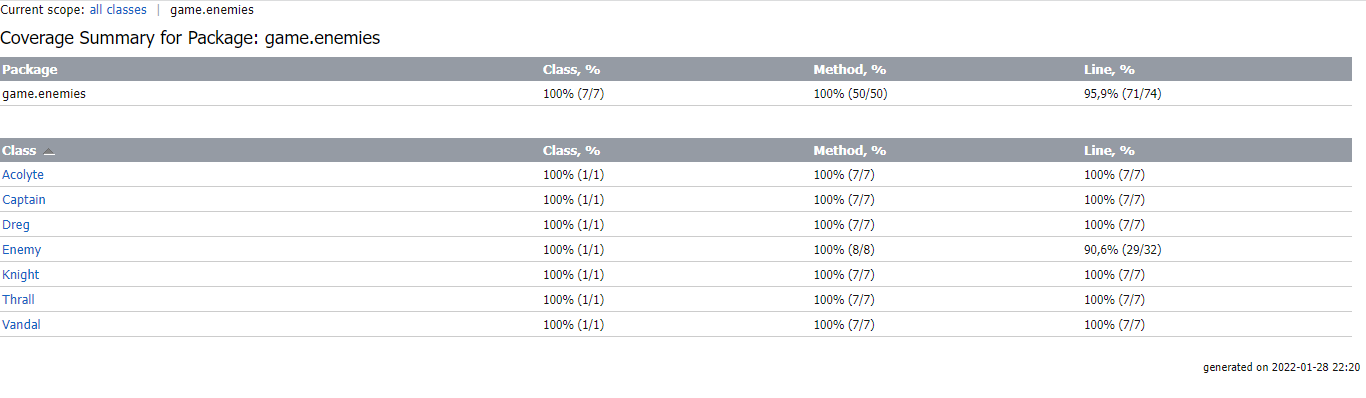 Current scope: all classes | game.enemies
Coverage Summary for Package: game.enemies
Package Class, % Method, % Line, %
game.enemies 100% (7/7) 100% (50/50) 95,9% (71/74)
Class Class, % Method, % Line, %
Acolyte 100% (1/1) 100% (7/7) 100% (7/7)
Captain 100% (1/1) 100% (7/7) 100% (7/7)
Dreg 100% (1/1) 100% (7/7) 100% (7/7)
Enemy 100% (1/1) 100% (8/8) 90,6% (29/32)
Knight 100% (1/1) 100% (7/7) 100% (7/7)
Thrall 100% (1/1) 100% (7/7) 100% (7/7)
Vandal 100% (1/1) 100% (7/7) 100% (7/7)
generated on 2022-01-28 22:20